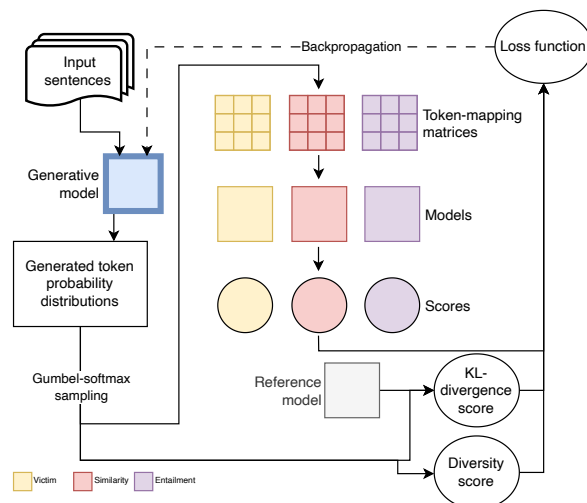 Input
sentences
Backpropagation
Loss function
Token-mapping
matrices
Generative
model
Models
Generated token
probability
distributions
Scores
Gumbel-softmax
sampling
Reference
model
KL-
divergence
score
Diversity
score
Victim
Similarity
Entailment